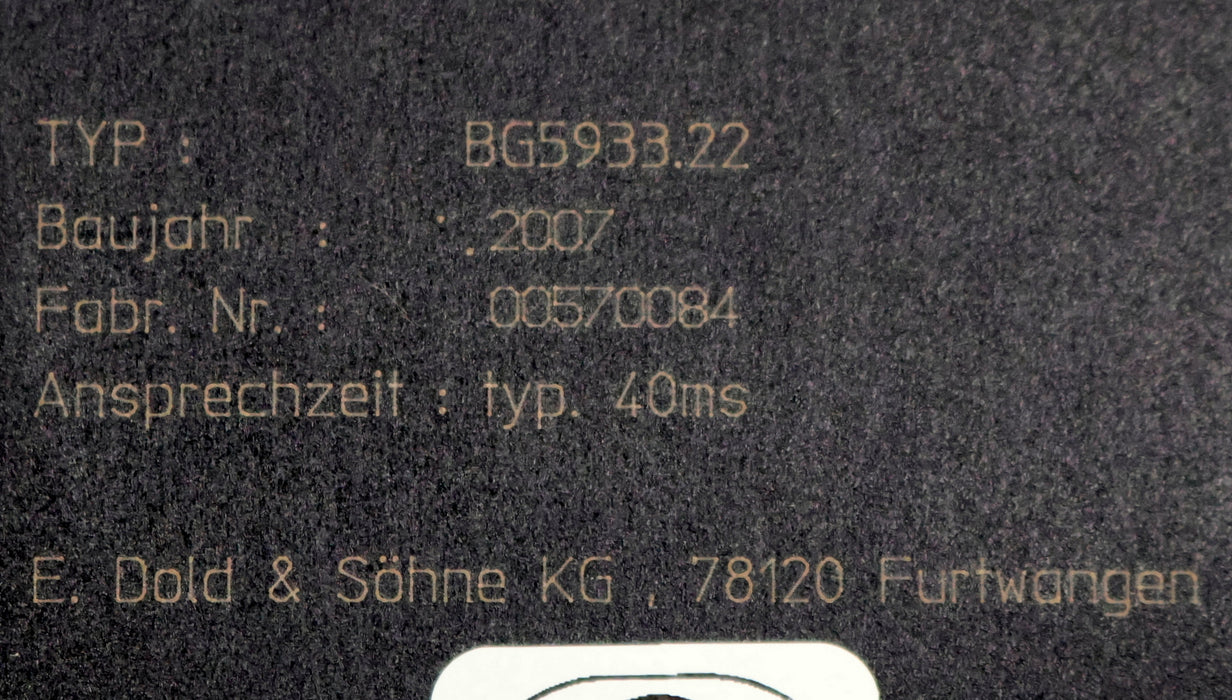 TYP : BG5933.22
Baujahr : 2007
Fabr. Nr. : 00570084
Ansprechzeit : typ. 40ms
E. Dold & Söhne KG , 78120 Furtwangen